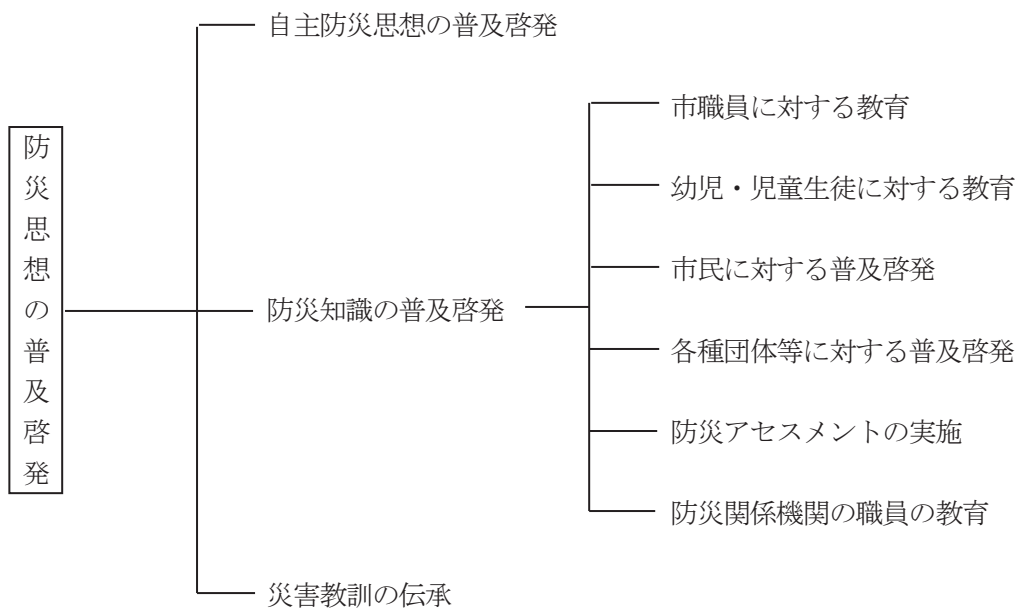 防災思想の普及啓発
自主防災思想の普及啓発
防災知識の普及啓発
市職員に対する教育
幼児・児童生徒に対する教育
市民に対する普及啓発
各種団体等に対する普及啓発
防災アセスメントの実施
防災関係機関の職員の教育
災害教訓の伝承